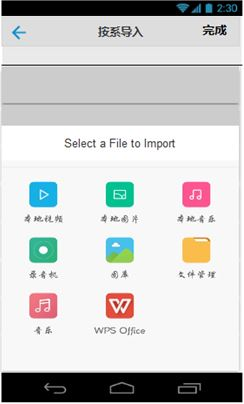 2:30
按系导入 完成
Select a File to Import
本地视频 本地图片 本地音乐
录音机 图库 文件管理
音乐 WPS Office